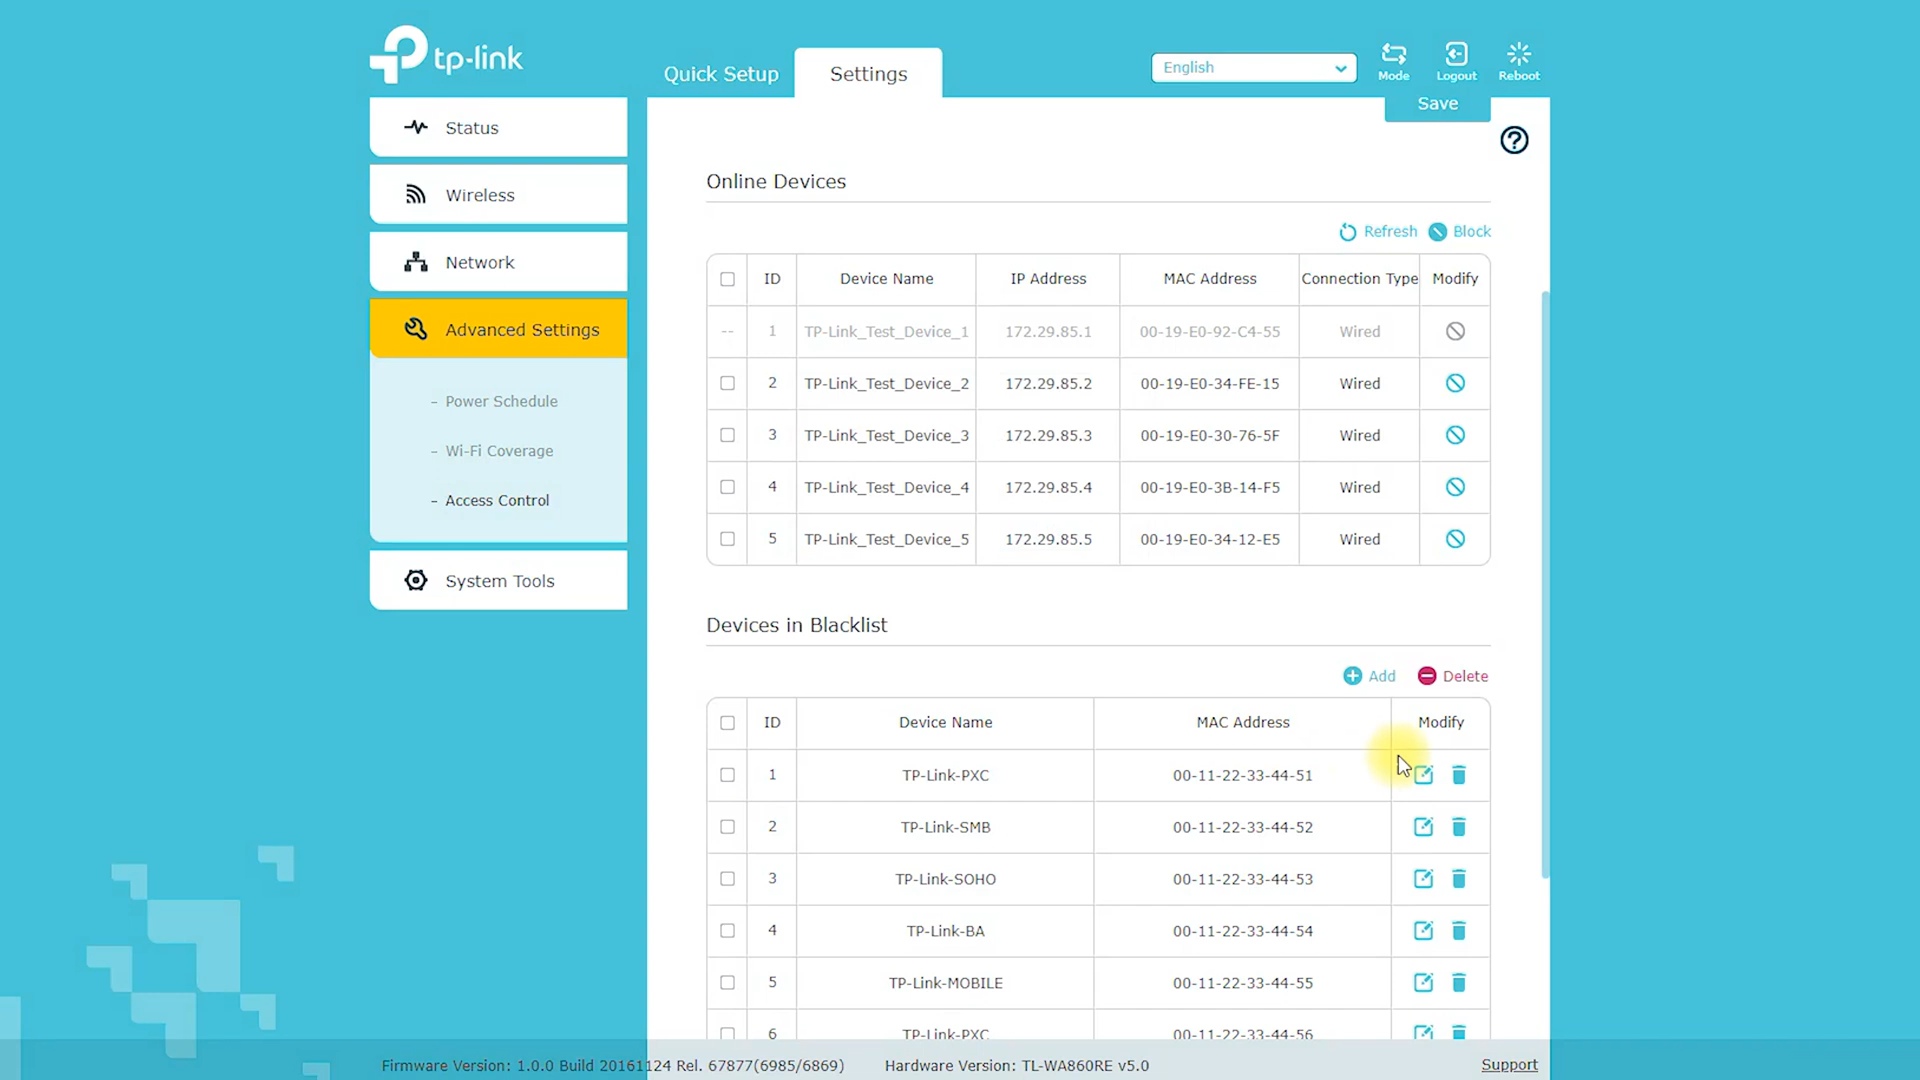 tp-link
Quick Setup
Settings
English
Mode
Logout
Reboot
Save
Status
Wireless
Network
Advanced Settings
- Power Schedule
- Wi-Fi Coverage
- Access Control
System Tools
Online Devices
Refresh Block
ID Device Name IP Address MAC Address Connection Type Modify
-- 1 TP-Link_Test_Device_1 172.29.85.1 00-19-E0-92-C4-55 Wired
2 TP-Link_Test_Device_2 172.29.85.2 00-19-E0-34-FE-15 Wired
3 TP-Link_Test_Device_3 172.29.85.3 00-19-E0-30-76-5F Wired
4 TP-Link_Test_Device_4 172.29.85.4 00-19-E0-3B-14-F5 Wired
5 TP-Link_Test_Device_5 172.29.85.5 00-19-E0-34-12-E5 Wired
Devices in Blacklist
Add Delete
ID Device Name MAC Address Modify
1 TP-Link-PXC 00-11-22-33-44-51
2 TP-Link-SMB 00-11-22-33-44-52
3 TP-Link-SOHO 00-11-22-33-44-53
4 TP-Link-BA 00-11-22-33-44-54
5 TP-Link-MOBILE 00-11-22-33-44-55
6 TP-Link-PXC 00-11-22-33-44-56
Firmware Version: 1.0.0 Build 20161124 Rel. 67877(6985/6869) Hardware Version: TL-WA860RE v5.0 Support